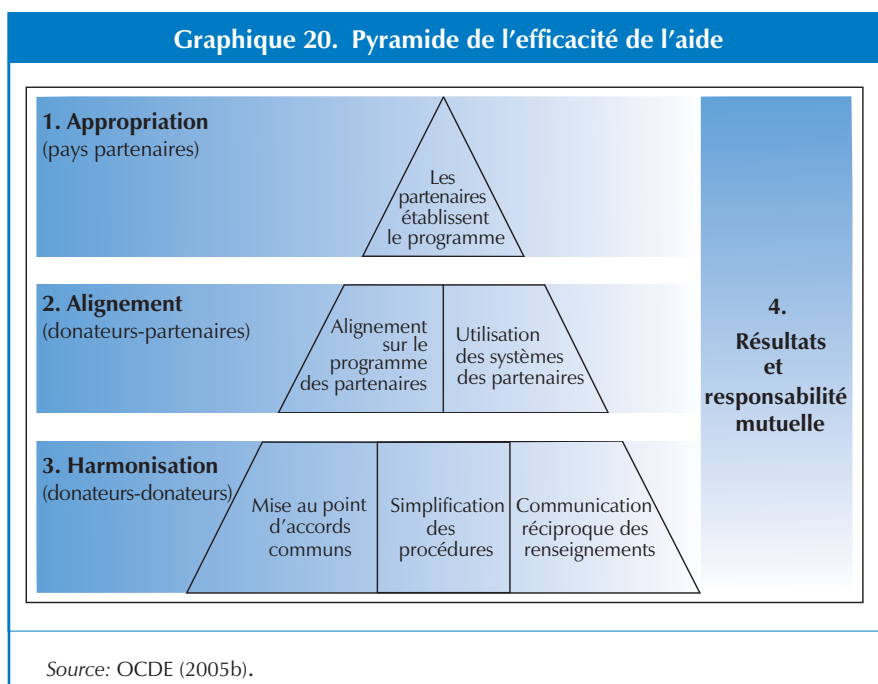 Graphique 20. Pyramide de l'efficacité de l'aide
1. Appropriation
(pays partenaires)
Les
partenaires
établissent
le programme
2. Alignement
(donateurs-partenaires)
Alignement
sur le
programme
des partenaires
Utilisation
des systèmes
des partenaires
3. Harmonisation
(donateurs-donateurs)
Mise au point
d'accords
communs
Simplification
des
procédures
Communication
réciproque des
renseignements
4.
Résultats
et
responsabilité
mutuelle
Source: OCDE (2005b).